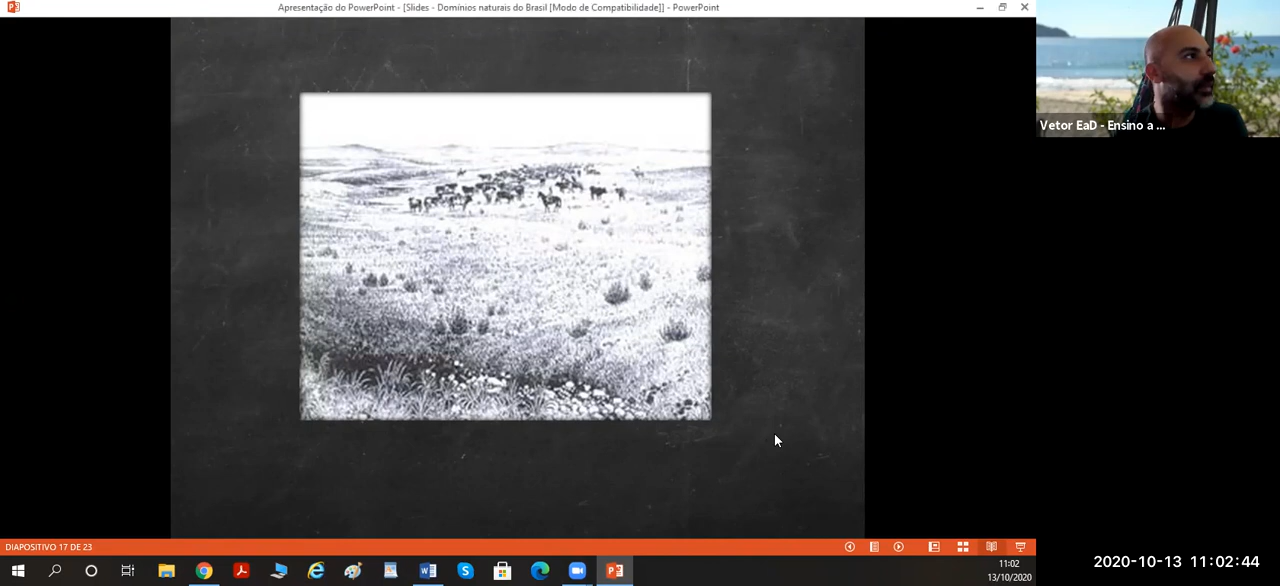 Apresentação do PowerPoint - [Slides - Domínios naturais do Brasil [Modo de Compatibilidade]] - PowerPoint
Vetor EaD - Ensino a ...
DIAPOSITIVO 17 DE 23
11:02
13/10/2020
2020-10-13 11:02:44